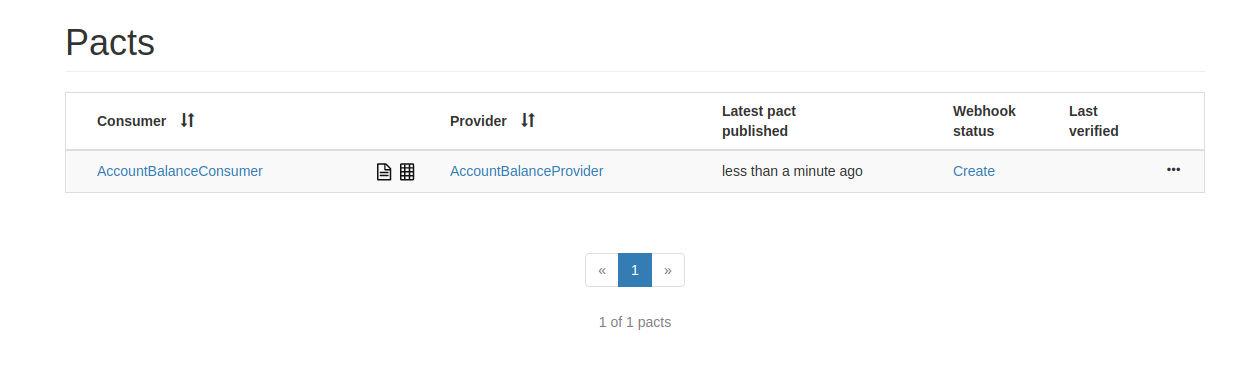 Pacts
Consumer Provider Latest pact published Webhook status Last verified
AccountBalanceConsumer AccountBalanceProvider less than a minute ago Create •••
« 1 »
1 of 1 pacts